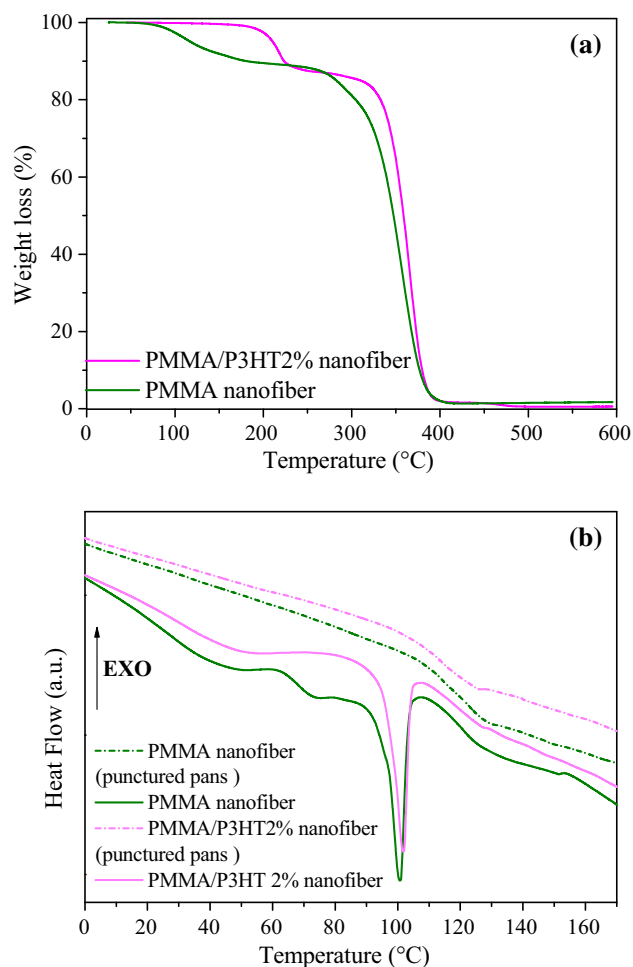 (a)
100
80
60
40
20
0
Weight loss (%)
PMMA/P3HT2% nanofiber
PMMA nanofiber
0 100 200 300 400 500 600
Temperature (°C)
(b)
EXO
Heat Flow (a.u.)
PMMA nanofiber
(punctured pans )
PMMA nanofiber
PMMA/P3HT2% nanofiber
(punctured pans )
PMMA/P3HT 2% nanofiber
0 20 40 60 80 100 120 140 160
Temperature (°C)